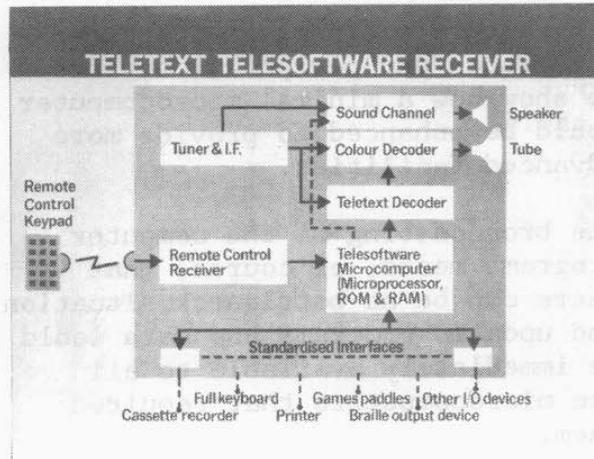 TELETEXT TELESOFTWARE RECEIVER
Sound Channel
Speaker
Tuner & I.F.
Colour Decoder
Tube
Remote
Control
Keypad
Teletext Decoder
Remote Control
Receiver
Telesoftware
Microcomputer
(Microprocessor,
ROM & RAM)
Standardised Interfaces
Full keyboard
Games paddles
Other I/O devices
Cassette recorder
Printer
Braille output device